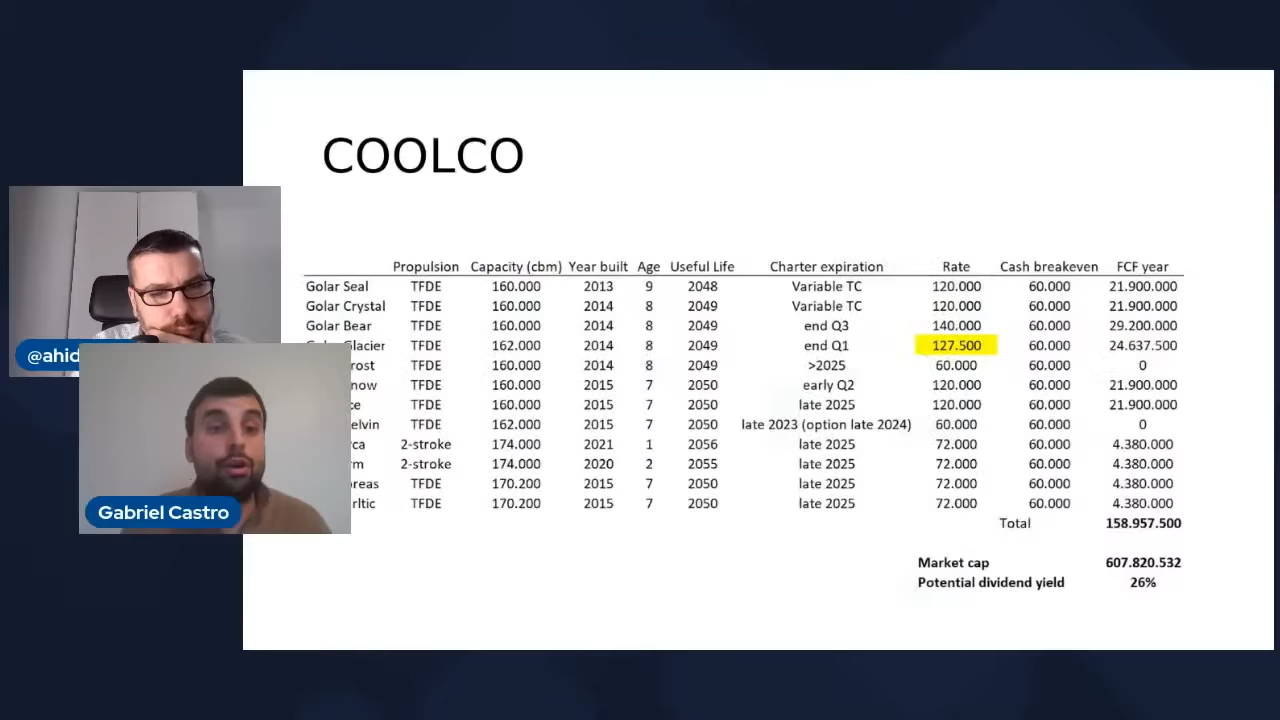 COOLCO
Propulsion Capacity (cbm) Year built Age Useful Life Charter expiration Rate Cash breakeven FCF year
Golar Seal TFDE 160.000 2013 9 2048 Variable TC 120.000 60.000 21.900.000
Golar Crystal TFDE 160.000 2014 8 2049 Variable TC 120.000 60.000 21.900.000
Golar Bear TFDE 160.000 2014 8 2049 end Q3 140.000 60.000 29.200.000
Glacier TFDE 162.000 2014 8 2049 end Q1 127.500 60.000 24.637.500
rost TFDE 160.000 2014 8 2049 >2025 60.000 60.000 0
now TFDE 160.000 2015 7 2050 early Q2 120.000 60.000 21.900.000
ce TFDE 160.000 2015 7 2050 late 2025 120.000 60.000 21.900.000
elvin TFDE 162.000 2015 7 2050 late 2023 (option late 2024) 60.000 60.000 0
rca 2-stroke 174.000 2021 1 2056 late 2025 72.000 60.000 4.380.000
rm 2-stroke 174.000 2020 2 2055 late 2025 72.000 60.000 4.380.000
oreas TFDE 170.200 2015 7 2050 late 2025 72.000 60.000 4.380.000
rltic TFDE 170.200 2015 7 2050 late 2025 72.000 60.000 4.380.000
Total 158.957.500
Market cap 607.820.532
Potential dividend yield 26%
@ahid
Gabriel Castro